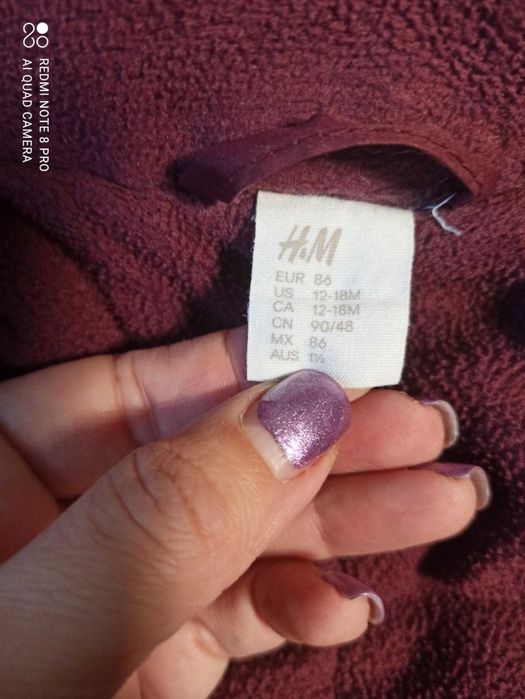 REDMI NOTE 8 PRO
AI QUAD CAMERA
H&M
EUR 86
US 12-18M
CA 12-18M
CN 90/48
MX 86
AUS 1½